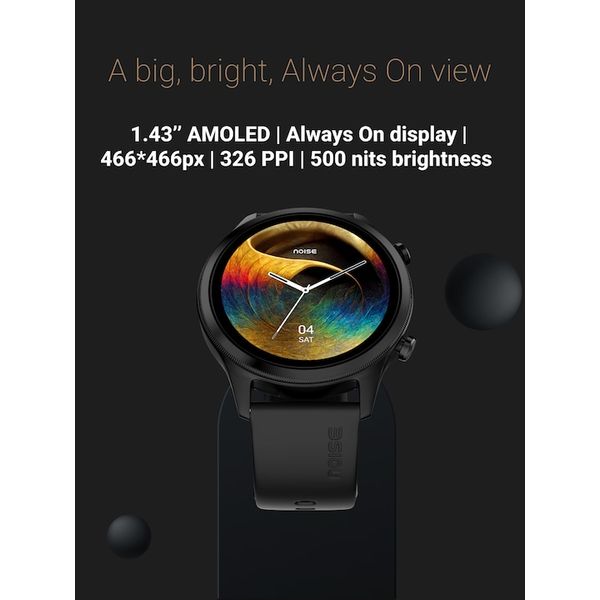 A big, bright, Always On view
1.43’’ AMOLED | Always On display |
466*466px | 326 PPI | 500 nits brightness
noise
04
SAT
noise